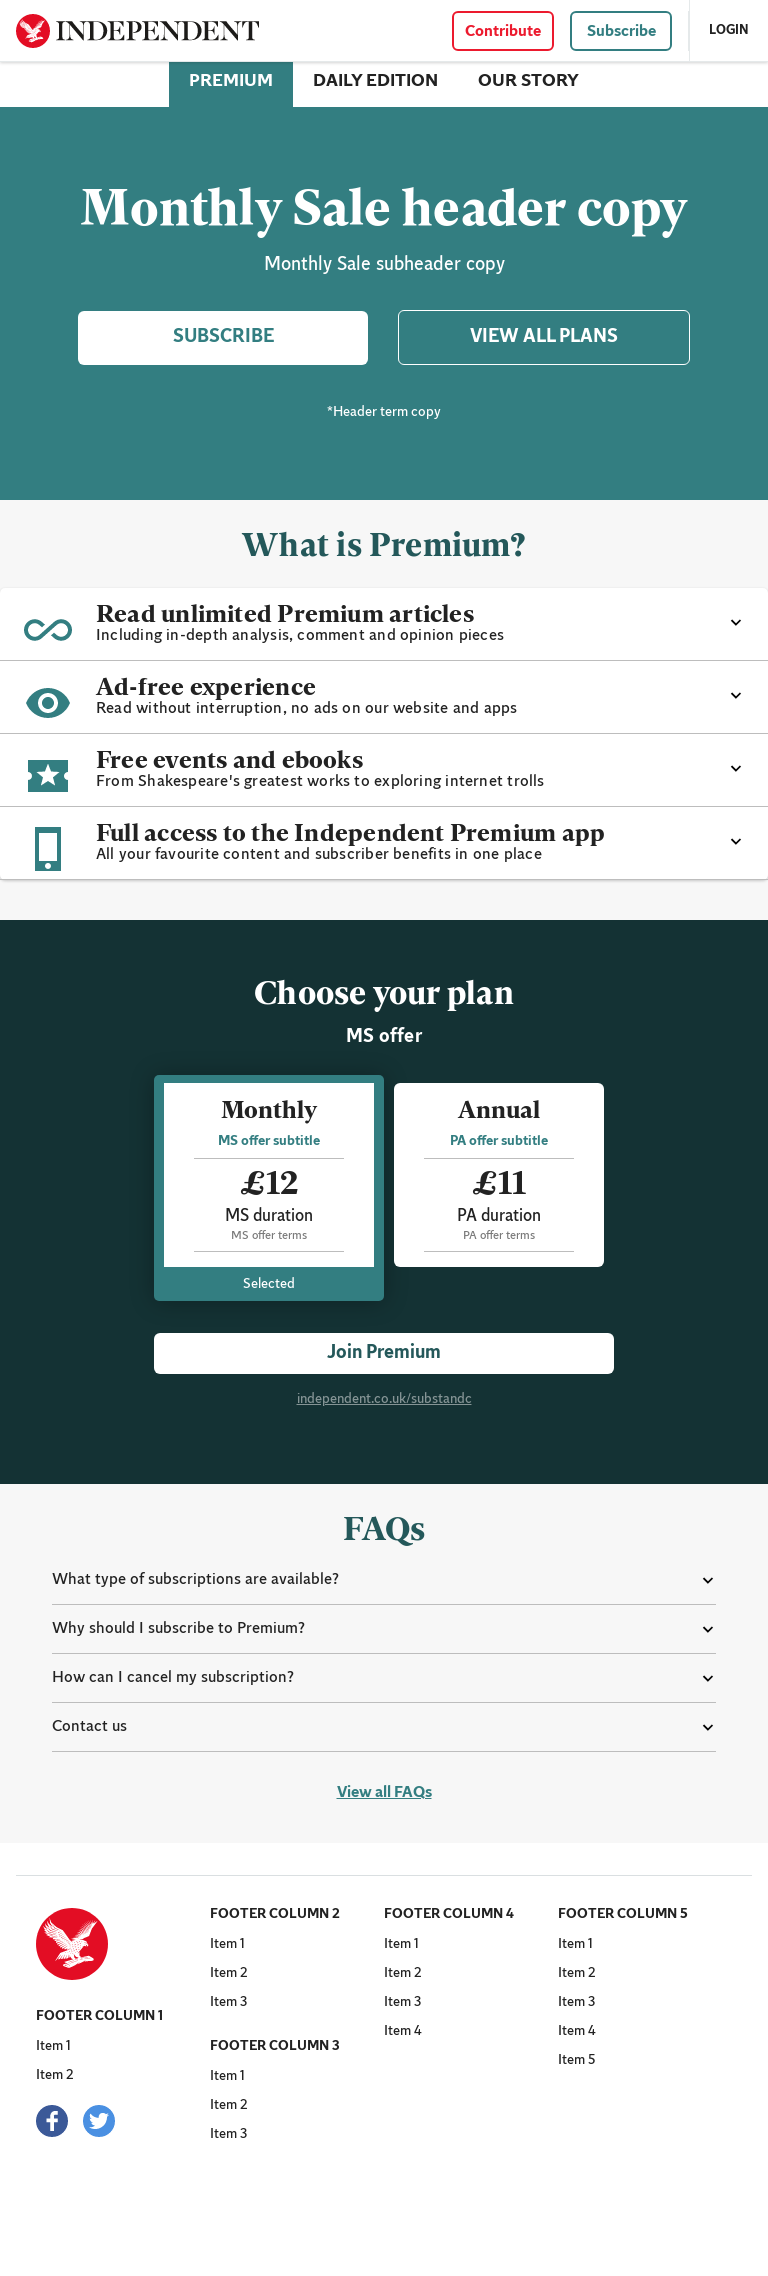 INDEPENDENT
Contribute
Subscribe
LOGIN
PREMIUM
DAILY EDITION
OUR STORY
Monthly Sale header copy
Monthly Sale subheader copy
SUBSCRIBE
VIEW ALL PLANS
*Header term copy
What is Premium?
Read unlimited Premium articles
Including in-depth analysis, comment and opinion pieces
Ad-free experience
Read without interruption, no ads on our website and apps
Free events and ebooks
From Shakespeare's greatest works to exploring internet trolls
Full access to the Independent Premium app
All your favourite content and subscriber benefits in one place
Choose your plan
MS offer
Monthly
MS offer subtitle
£12
MS duration
MS offer terms
Selected
Annual
PA offer subtitle
£11
PA duration
PA offer terms
Join Premium
independent.co.uk/substandc
FAQs
What type of subscriptions are available?
Why should I subscribe to Premium?
How can I cancel my subscription?
Contact us
View all FAQs
FOOTER COLUMN 1
Item 1
Item 2
FOOTER COLUMN 2
Item 1
Item 2
Item 3
FOOTER COLUMN 3
Item 1
Item 2
Item 3
FOOTER COLUMN 4
Item 1
Item 2
Item 3
Item 4
FOOTER COLUMN 5
Item 1
Item 2
Item 3
Item 4
Item 5